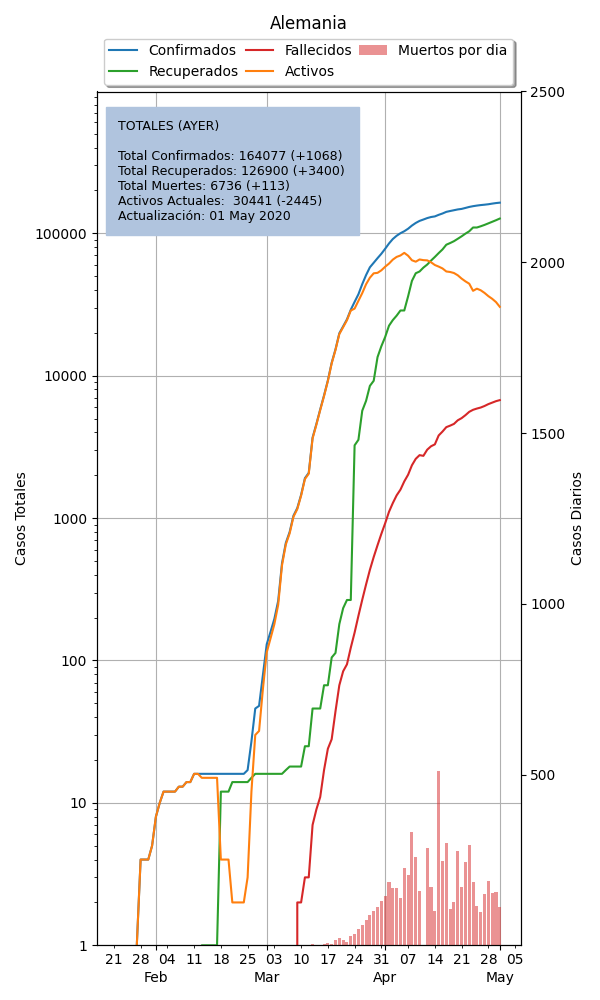 Alemania
Confirmados
Recuperados
Fallecidos
Activos
Muertos por dia
TOTALES (AYER)
Total Confirmados: 164077 (+1068)
Total Recuperados: 126900 (+3400)
Total Muertes: 6736 (+113)
Activos Actuales:  30441 (-2445)
Actualización: 01 May 2020
Casos Totales
100000
10000
1000
100
10
1
2500
2000
1500
1000
500
Casos Diarios
21 28 04 11 18 25 03 10 17 24 31 07 14 21 28 05
Feb Mar Apr May